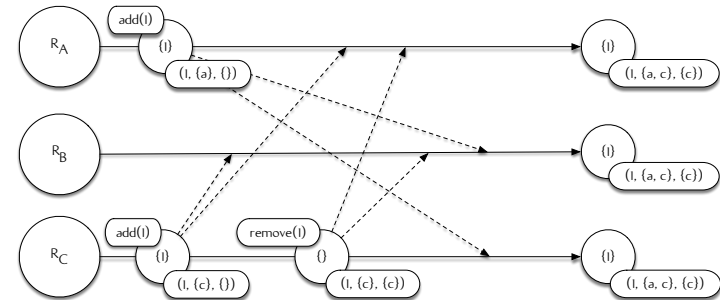 add(1)
R_A
{1}
{1}
(1, {a}, {})
(1, {a, c}, {c})
R_B
{1}
(1, {a, c}, {c})
add(1)
remove(1)
R_C
{1}
{}
{1}
(1, {c}, {})
(1, {c}, {c})
(1, {a, c}, {c})